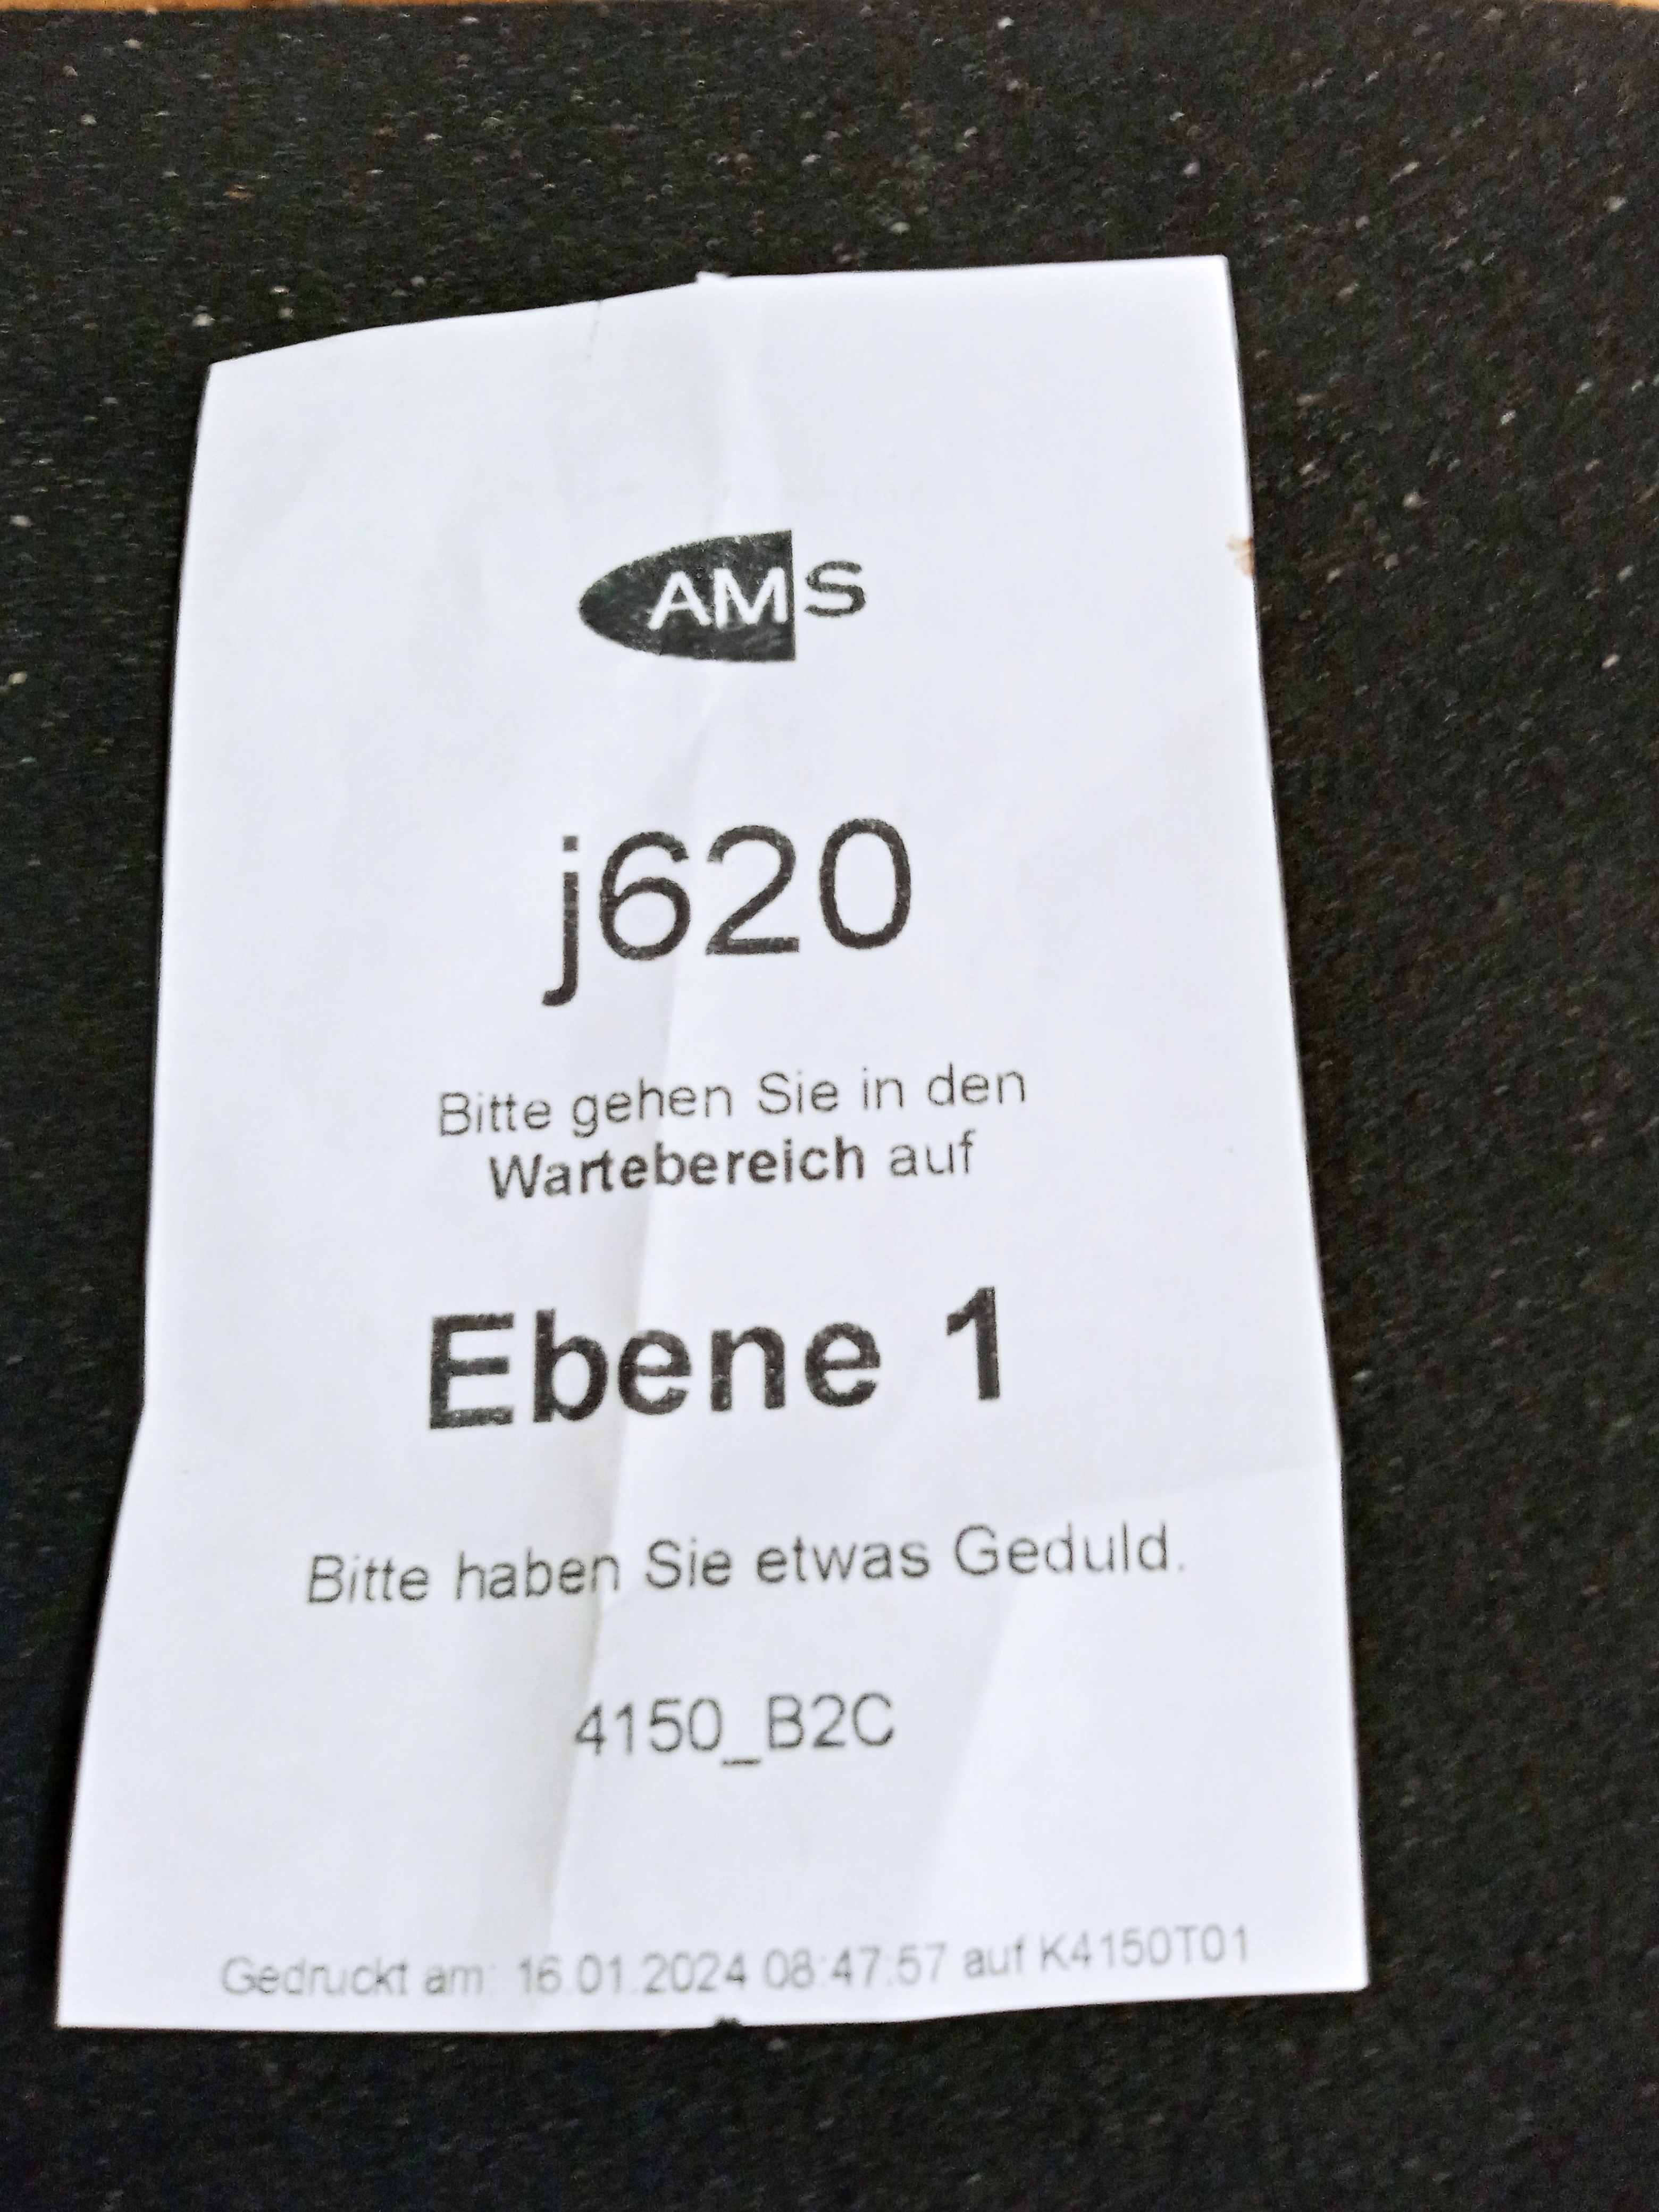 AMS
j620
Bitte gehen Sie in den
Wartebereich auf
Ebene 1
Bitte haben Sie etwas Geduld.
4150_B2C
Gedruckt am: 16.01.2024 08:47:57 auf K4150T01